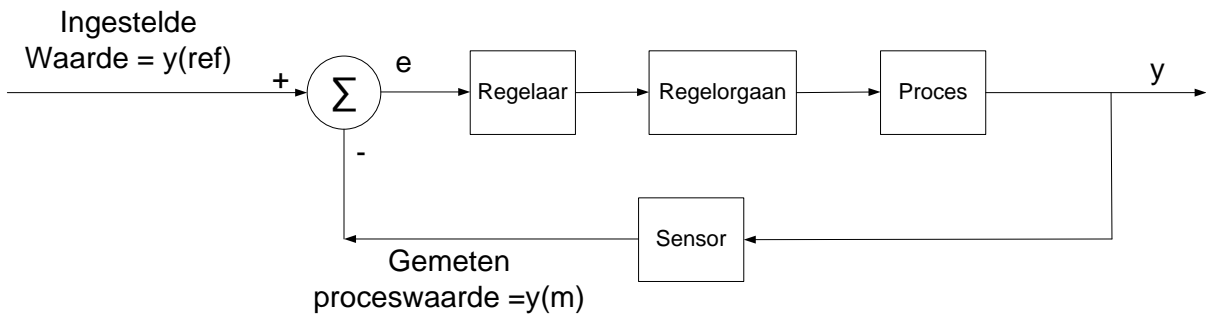 Ingestelde
Waarde = y(ref)
+
Σ
e
Regelaar
Regelorgaan
Proces
y
-
Sensor
Gemeten
proceswaarde =y(m)